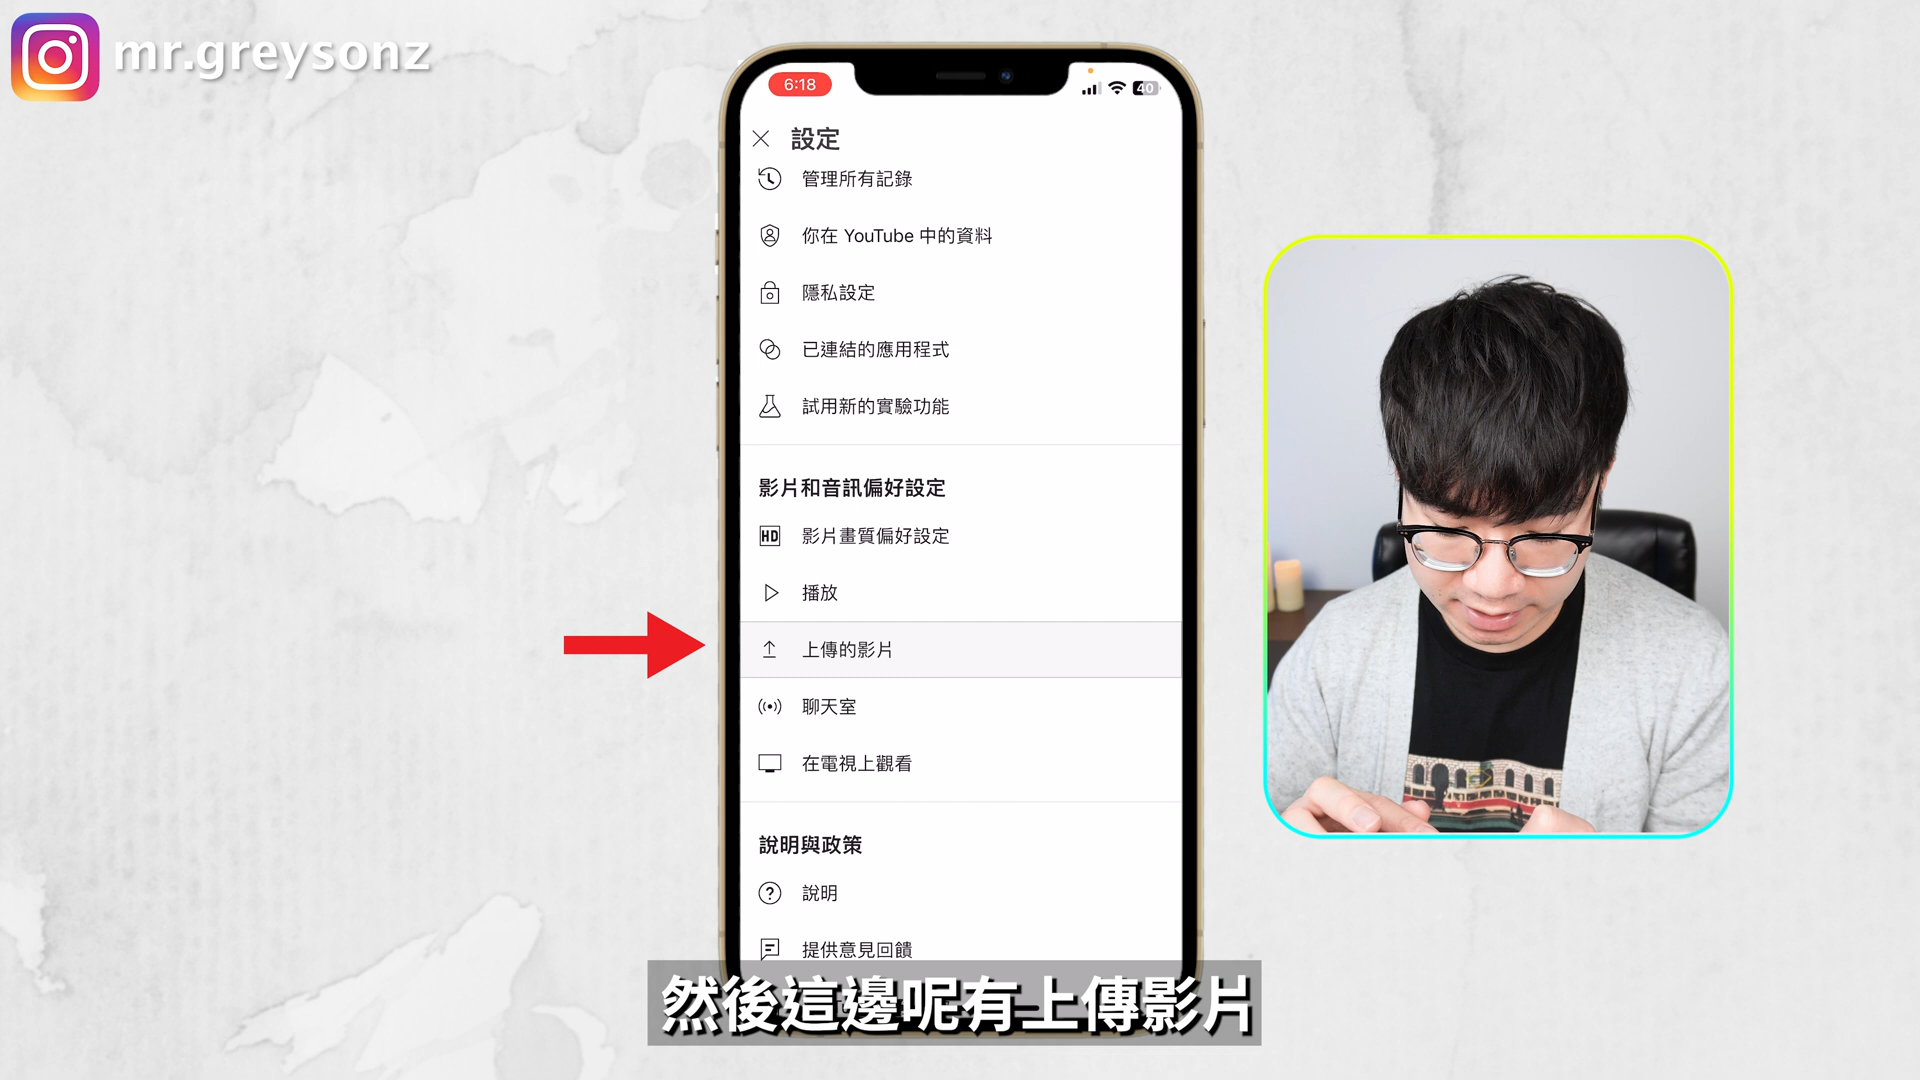 mr.greysonz
6:18
40
設定
管理所有記錄
你在 YouTube 中的資料
隱私設定
已連結的應用程式
試用新的實驗功能
影片和音訊偏好設定
HD 影片畫質偏好設定
播放
上傳的影片
聊天室
在電視上觀看
說明與政策
說明
提供意見回饋
然後這邊呢有上傳影片